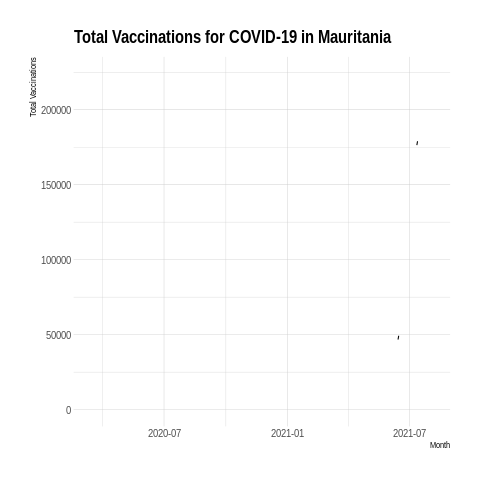 Total Vaccinations for COVID-19 in Mauritania
Total Vaccinations
200000
150000
100000
50000
0
2020-07 2021-01 2021-07
Month